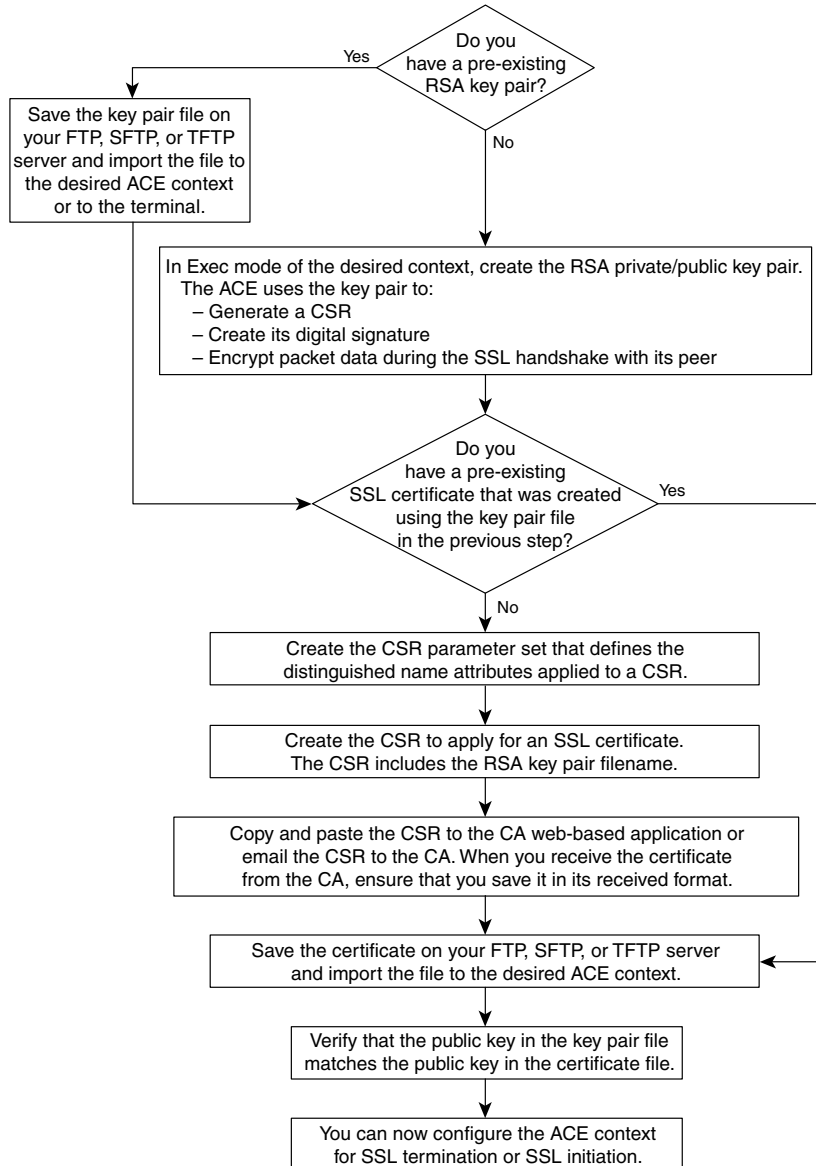 Do you
have a pre-existing
RSA key pair?
Yes
Save the key pair file on
your FTP, SFTP, or TFTP
server and import the file to
the desired ACE context
or to the terminal.
No
In Exec mode of the desired context, create the RSA private/public key pair.
The ACE uses the key pair to:
– Generate a CSR
– Create its digital signature
– Encrypt packet data during the SSL handshake with its peer
Do you
have a pre-existing
SSL certificate that was created
using the key pair file
in the previous step?
Yes
No
Create the CSR parameter set that defines the
distinguished name attributes applied to a CSR.
Create the CSR to apply for an SSL certificate.
The CSR includes the RSA key pair filename.
Copy and paste the CSR to the CA web-based application or
email the CSR to the CA. When you receive the certificate
from the CA, ensure that you save it in its received format.
Save the certificate on your FTP, SFTP, or TFTP server
and import the file to the desired ACE context.
Verify that the public key in the key pair file
matches the public key in the certificate file.
You can now configure the ACE context
for SSL termination or SSL initiation.